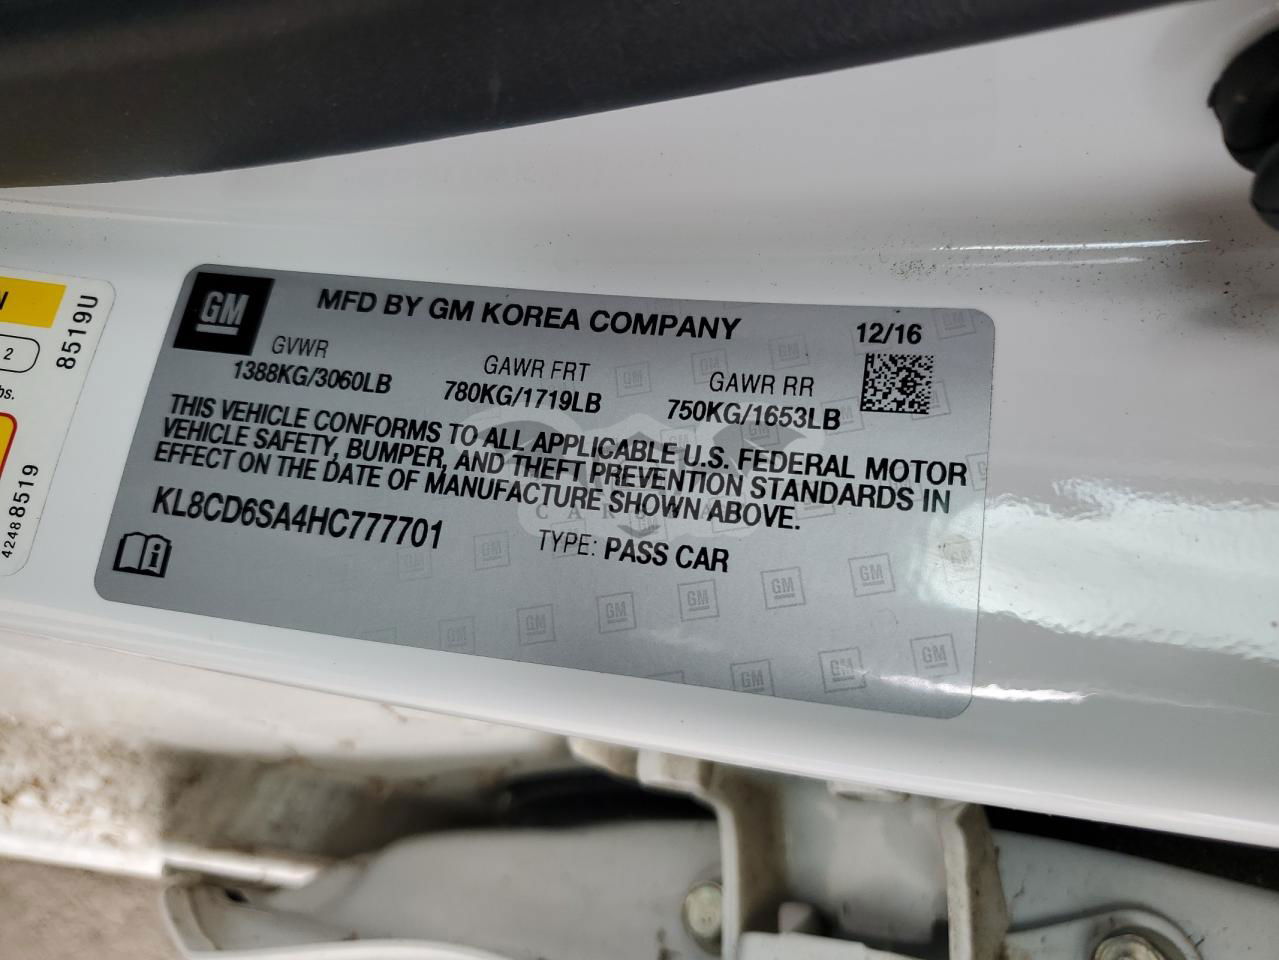 GM
MFD BY GM KOREA COMPANY
12/16
GVWR
1388KG/3060LB
GAWR FRT
780KG/1719LB
GAWR RR
750KG/1653LB
THIS VEHICLE CONFORMS TO ALL APPLICABLE U.S. FEDERAL MOTOR
VEHICLE SAFETY, BUMPER, AND THEFT PREVENTION STANDARDS IN
EFFECT ON THE DATE OF MANUFACTURE SHOWN ABOVE.
KL8CD6SA4HC777701
TYPE: PASS CAR
8519U
2
42488519